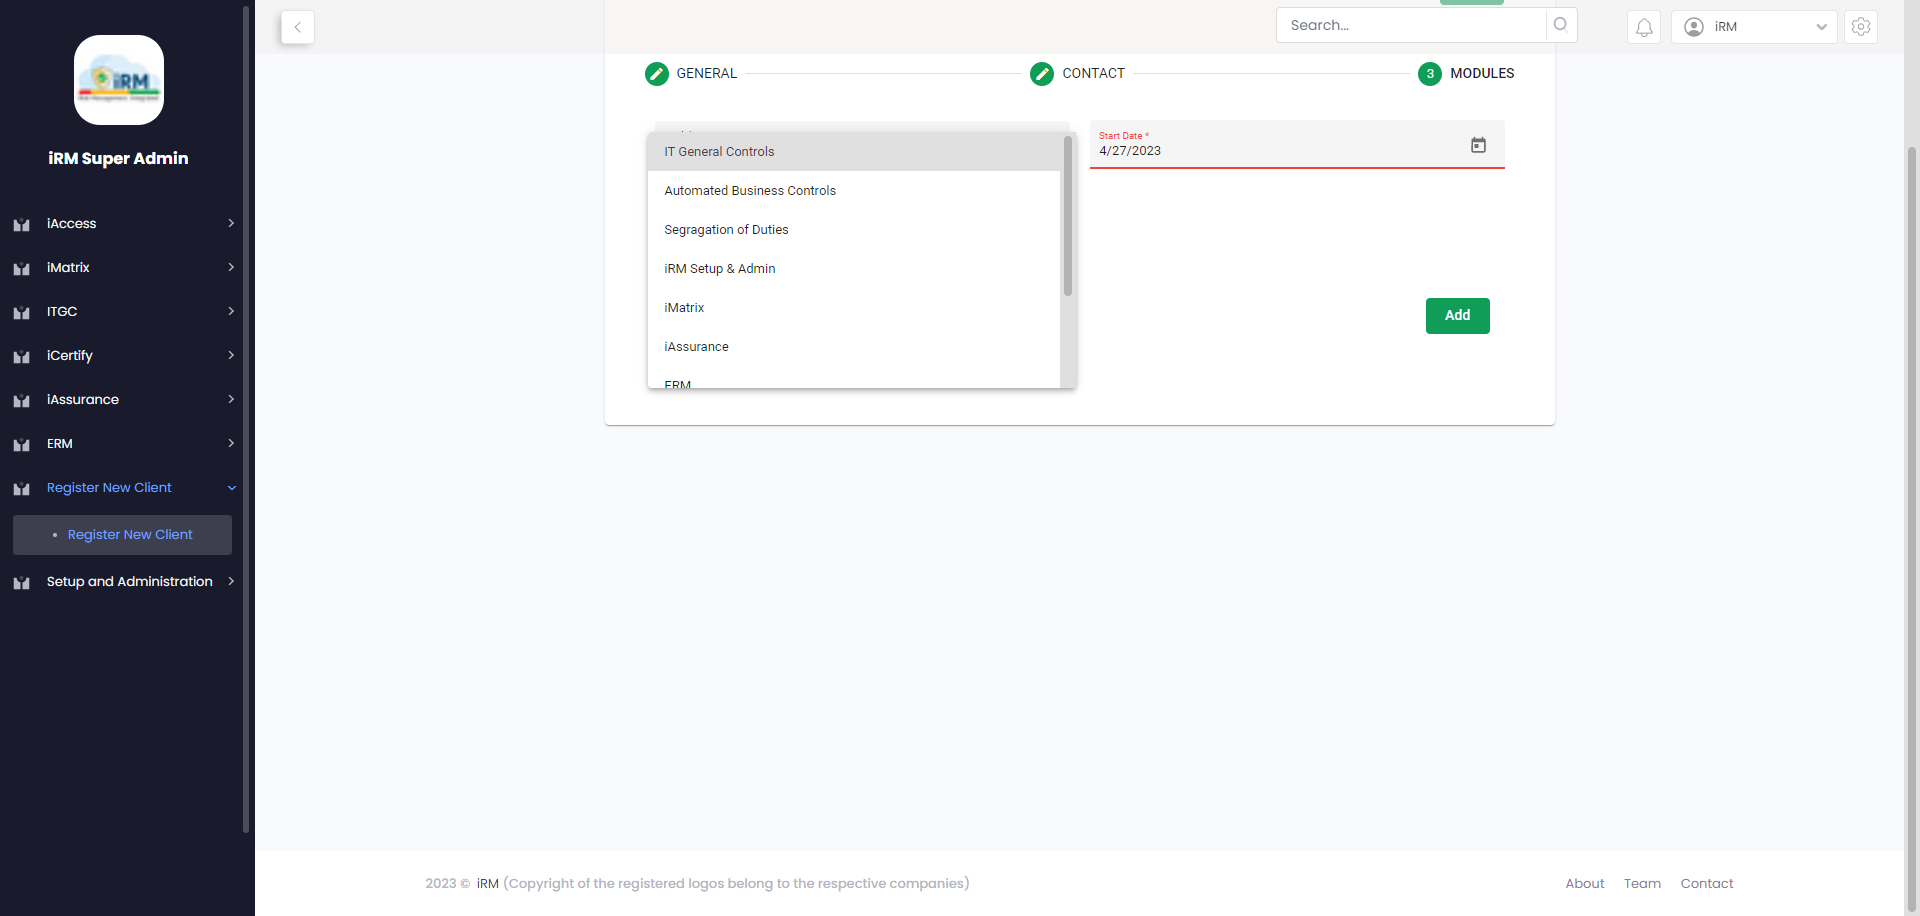 iRM
iRM Super Admin
iAccess
iMatrix
ITGC
iCertify
iAssurance
ERM
Register New Client
Register New Client
Setup and Administration
Search...
iRM
GENERAL
CONTACT
3 MODULES
IT General Controls
Automated Business Controls
Segragation of Duties
iRM Setup & Admin
iMatrix
iAssurance
ERM
Start Date *
4/27/2023
Add
2023 © iRM (Copyright of the registered logos belong to the respective companies)
About Team Contact